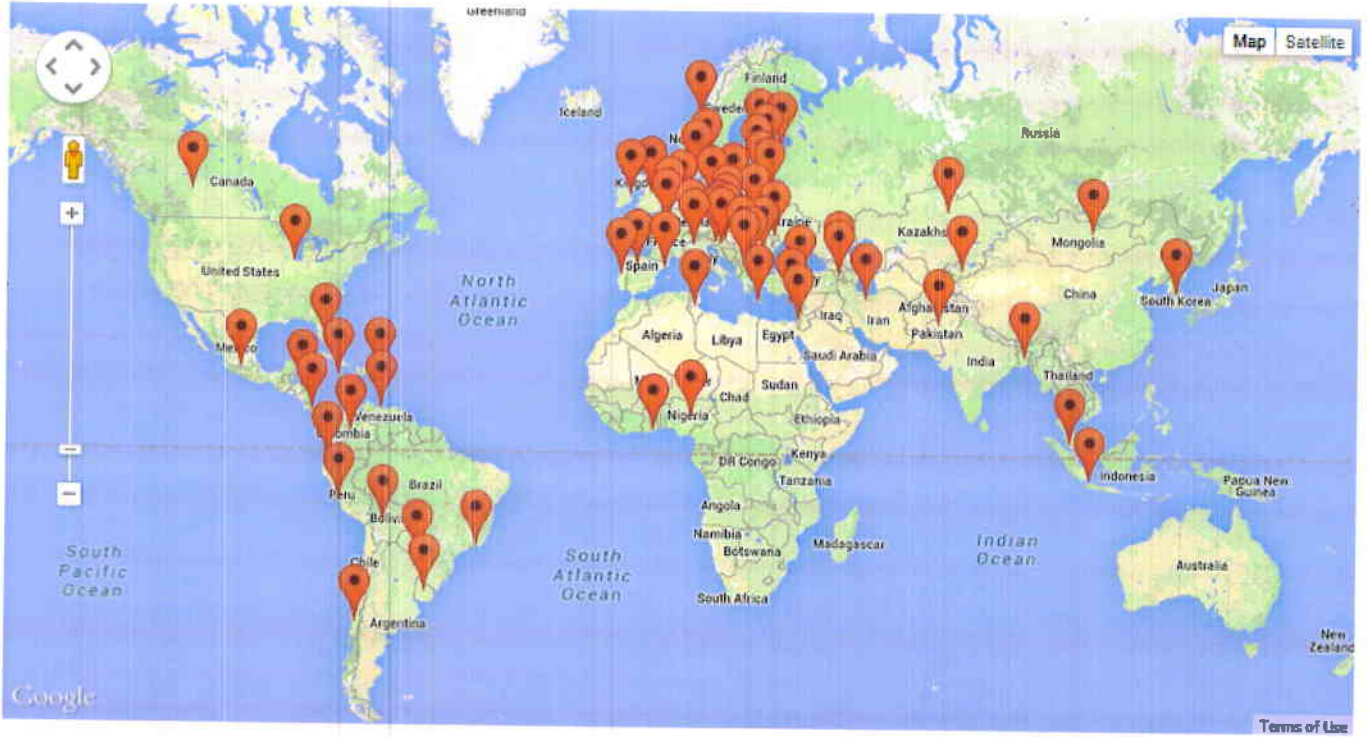 Greenland
Map
Satellite
Finland
Iceland
Russia
Canada
Kazakhs
Mongolia
United States
Spain
North
Atlantic
Ocean
Japan
China
South Korea
Afghanistan
Iraq
Iran
Algeria
Libya
Egypt
Pakistan
Saudi Arabia
India
Thailand
Sudan
Chad
Nigeria
Ethiopia
Venezuela
Kenya
DR Congo
Indonesia
Tanzania
Papua New
Guinea
Peru
Brazil
Angola
Namibia
Botswana
Madagascar
Indian
Ocean
South
Pacific
Ocean
South
Atlantic
Ocean
Chile
Australia
South Africa
Argentina
New
Zealand
Google
Terms of Use